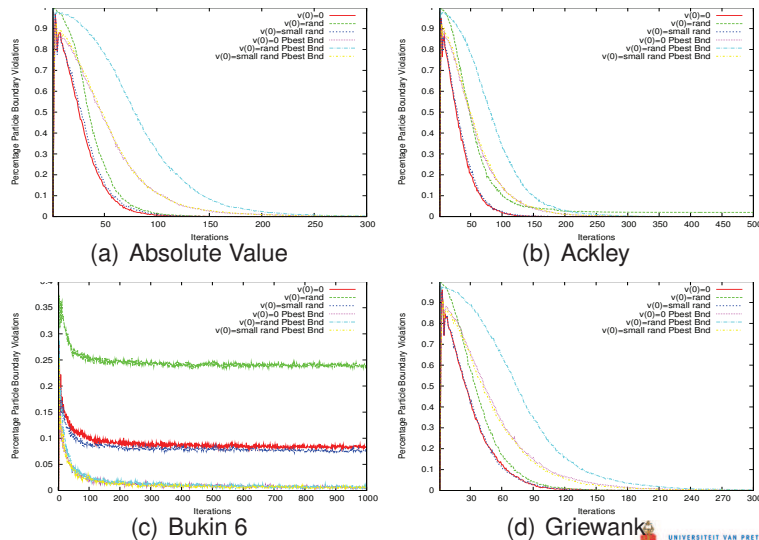 Percentage Particle Boundary Violations
1
0.9
0.8
0.7
0.6
0.5
0.4
0.3
0.2
0.1
0
v(0)=0
v(0)=rand
v(0)=small rand
v(0)=0 Pbest Bnd
v(0)=rand Pbest Bnd
v(0)=small rand Pbest Bnd
50 100 150 200 250 300
Iterations
(a) Absolute Value
Percentage Particle Boundary Violations
1
0.9
0.8
0.7
0.6
0.5
0.4
0.3
0.2
0.1
0
v(0)=0
v(0)=rand
v(0)=small rand
v(0)=0 Pbest Bnd
v(0)=rand Pbest Bnd
v(0)=small rand Pbest Bnd
50 100 150 200 250 300 350 400 450 500
Iterations
(b) Ackley
Percentage Particle Boundary Violations
0.4
0.35
0.3
0.25
0.2
0.15
0.1
0.05
0
v(0)=0
v(0)=rand
v(0)=small rand
v(0)=0 Pbest Bnd
v(0)=rand Pbest Bnd
v(0)=small rand Pbest Bnd
0 100 200 300 400 500 600 700 800 900 1000
Iterations
(c) Bukin 6
Percentage Particle Boundary Violations
1
0.9
0.8
0.7
0.6
0.5
0.4
0.3
0.2
0.1
0
v(0)=0
v(0)=rand
v(0)=small rand
v(0)=0 Pbest Bnd
v(0)=rand Pbest Bnd
v(0)=small rand Pbest Bnd
30 60 90 120 150 180 210 240 270 300
Iterations
(d) Griewank
UNIVERSITEIT VAN PRET